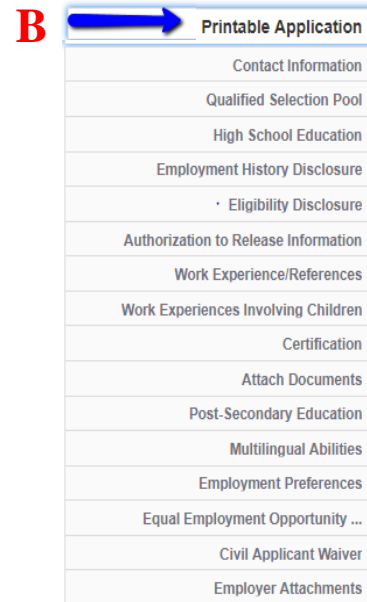 B
Printable Application
Contact Information
Qualified Selection Pool
High School Education
Employment History Disclosure
Eligibility Disclosure
Authorization to Release Information
Work Experience/References
Work Experiences Involving Children
Certification
Attach Documents
Post-Secondary Education
Multilingual Abilities
Employment Preferences
Equal Employment Opportunity ...
Civil Applicant Waiver
Employer Attachments